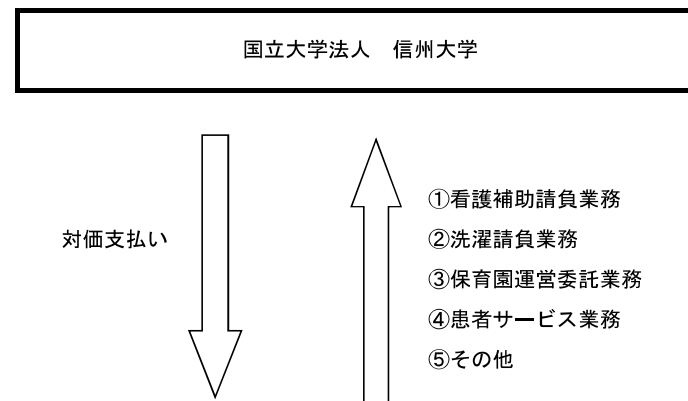 国立大学法人　信州大学
対価支払い
①看護補助請負業務
②洗濯請負業務
③保育園運営委託業務
④患者サービス業務
⑤その他